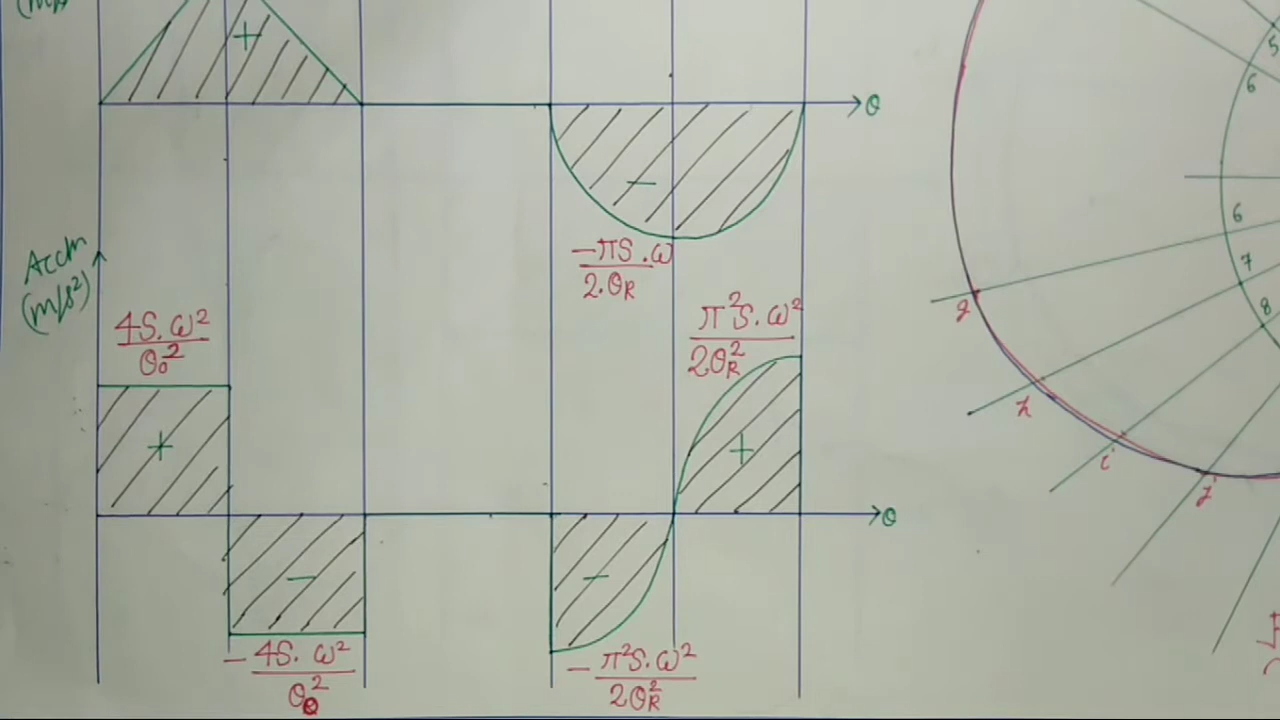 (m/s
+
θ
−
−πS.ω
2.θR
Accn
(m/s²)
4S.ω²
θo²
π²S.ω²
2θR²
+
+
θ
−
−
−4S.ω²
θo²
−π²S.ω²
2θR²
5
6
6
7
8
g
h
i
j